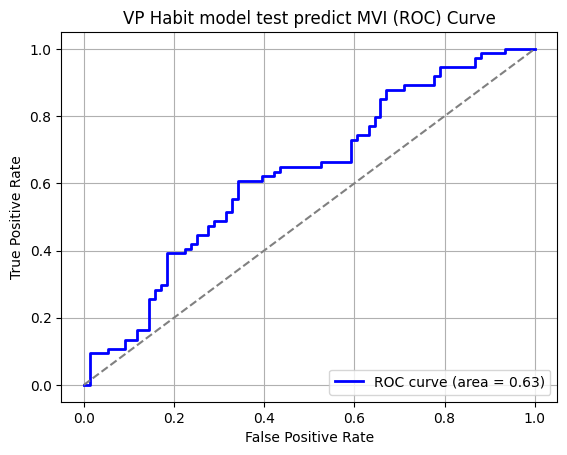 VP Habit model test predict MVI (ROC) Curve
True Positive Rate
1.0
0.8
0.6
0.4
0.2
0.0
ROC curve (area = 0.63)
0.0 0.2 0.4 0.6 0.8 1.0
False Positive Rate